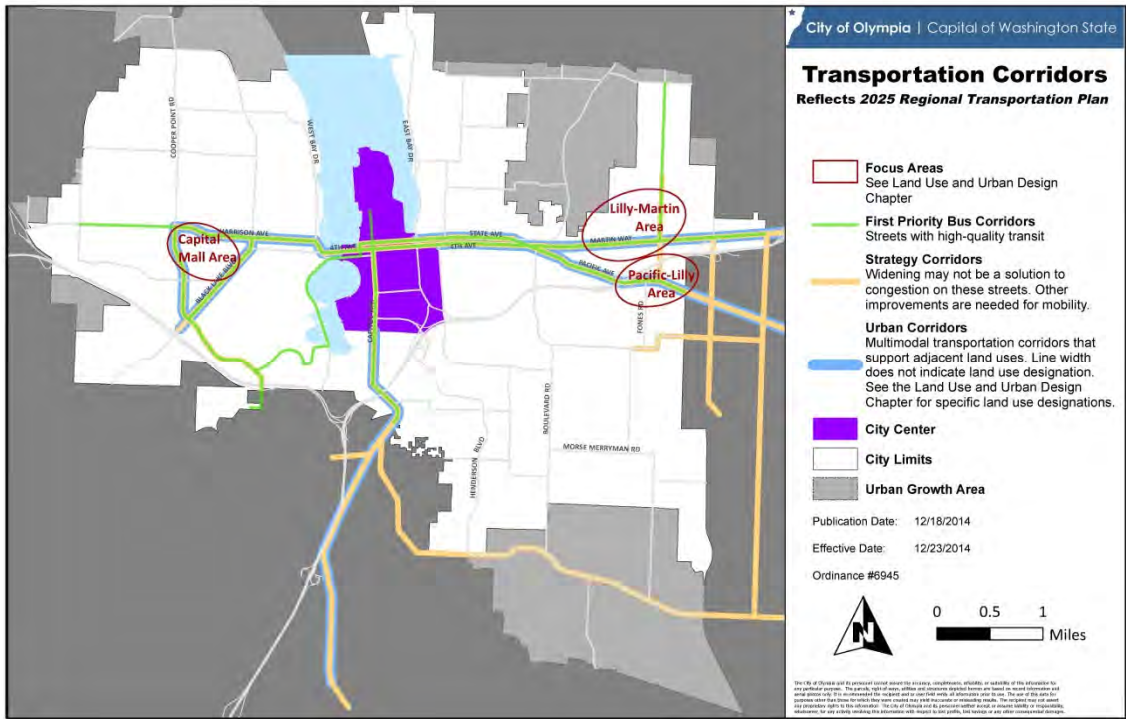 City of Olympia | Capital of Washington State
Transportation Corridors
Reflects 2025 Regional Transportation Plan
Focus Areas
See Land Use and Urban Design
Chapter
First Priority Bus Corridors
Streets with high-quality transit
Strategy Corridors
Widening may not be a solution to
congestion on these streets. Other
improvements are needed for mobility.
Urban Corridors
Multimodal transportation corridors that
support adjacent land uses. Line width
does not indicate land use designation.
See the Land Use and Urban Design
Chapter for specific land use designations.
City Center
City Limits
Urban Growth Area
Publication Date: 12/18/2014
Effective Date: 12/23/2014
Ordinance #6945
N
0 0.5 1
Miles
COOPER POINT RD
WEST BAY DR
EAST BAY DR
Lilly-Martin
Area
HARRISON AVE
STATE AVE
MARTIN WAY
Capital
Mall Area
4TH AVE
4TH AVE
PACIFIC AVE
Pacific-Lilly
Area
FONES RD
BOULEVARD RD
HENDERSON BLVD
MORSE MERRYMAN RD